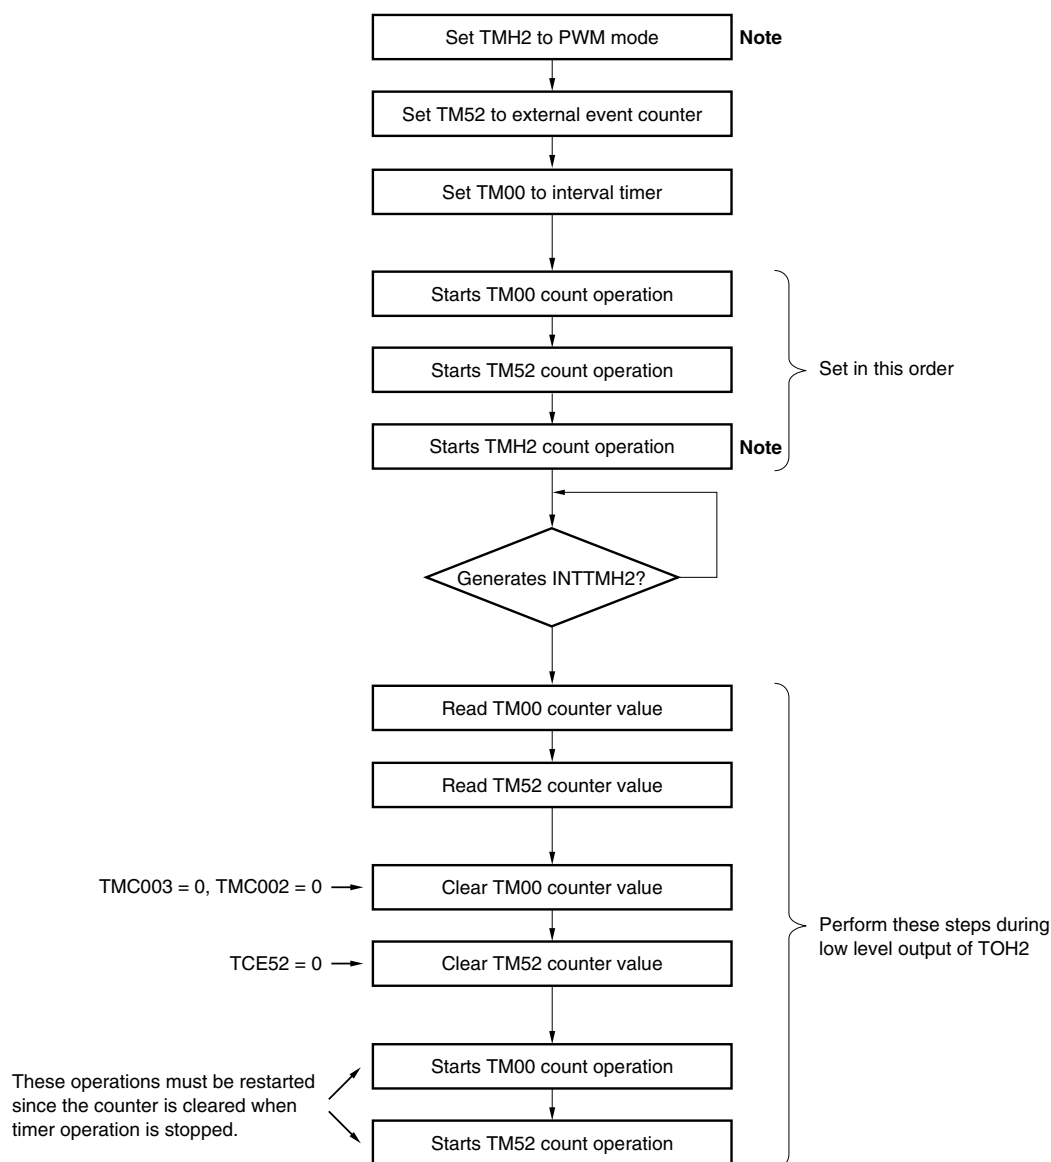 Set TMH2 to PWM mode
Note
Set TM52 to external event counter
Set TM00 to interval timer
Starts TM00 count operation
Starts TM52 count operation
Set in this order
Starts TMH2 count operation
Note
Generates INTTMH2?
Read TM00 counter value
Read TM52 counter value
TMC003 = 0, TMC002 = 0
Clear TM00 counter value
Perform these steps during
low level output of TOH2
TCE52 = 0
Clear TM52 counter value
Starts TM00 count operation
These operations must be restarted
since the counter is cleared when
timer operation is stopped.
Starts TM52 count operation